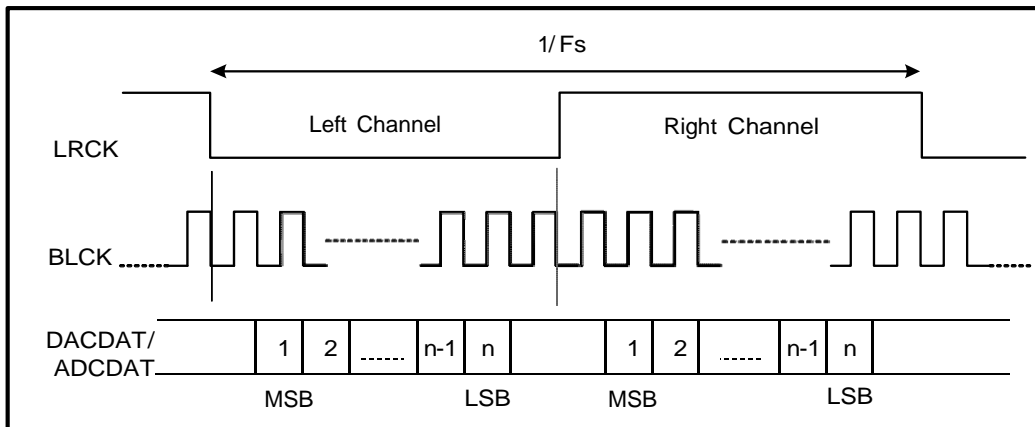 1/ Fs
Left Channel
Right Channel
LRCK
BLCK
DACDAT/
ADCDAT
1 2 ...... n-1 n 1 2 ...... n-1 n
MSB LSB MSB LSB